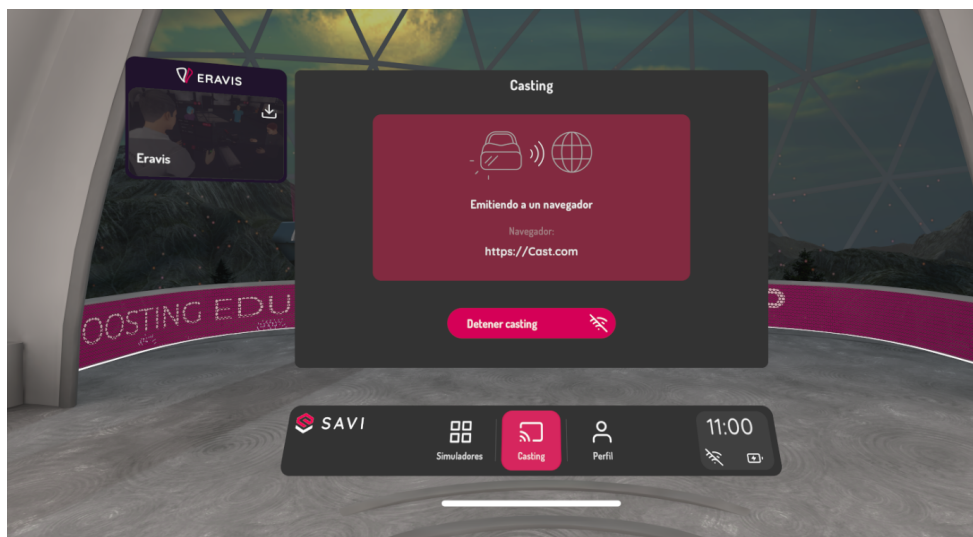 ERAVIS
Eravis
Casting
Emitiendo a un navegador
Navegador:
https://Cast.com
Detener casting
OOSTING EDU
SAVI
Simuladores
Casting
Perfil
11:00